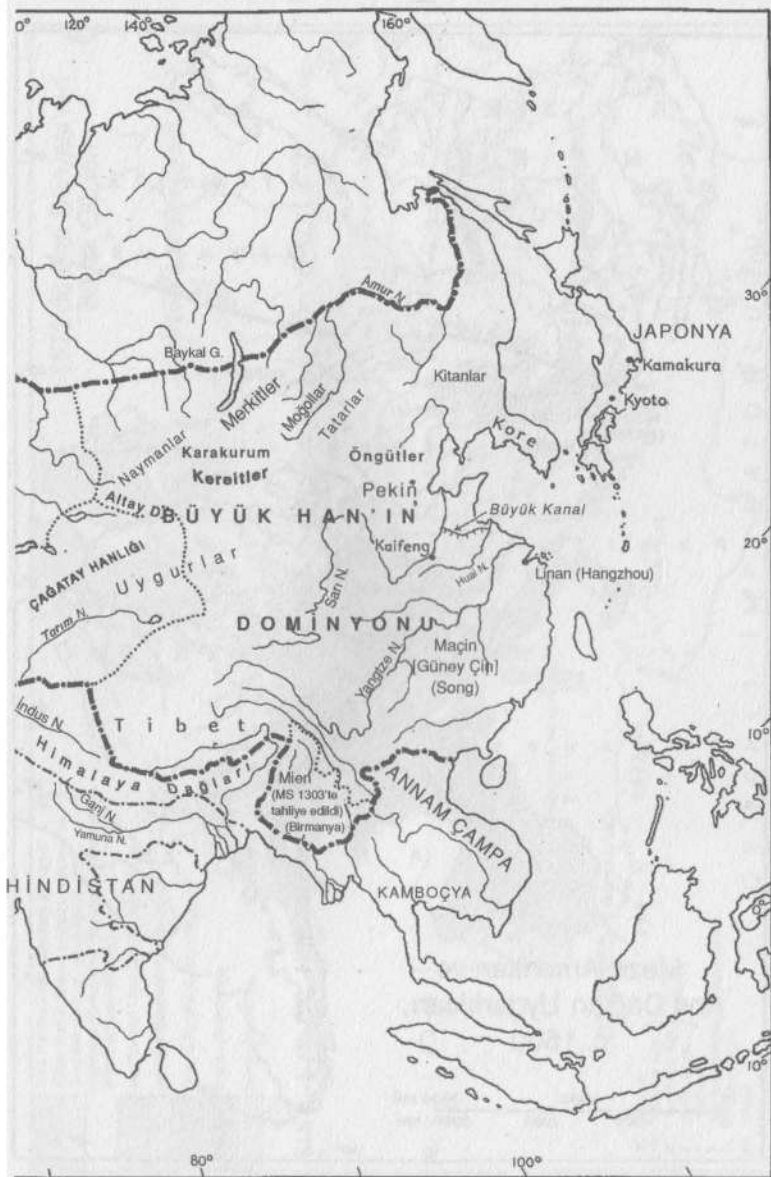 120° 140° 160°
Amur N.
30°
JAPONYA
Baykal G.
Kamakura
Merkitler
Moğollar
Tatarlar
Kitanlar
Kyoto
Naymanlar
Karakurum
Kereitler
Öngütler
Kore
Pekin
Altay D.
BÜYÜK HAN'IN
Büyük Kanal
20°
ÇAĞATAY HANLIĞI
Uygurlar
Kaifeng
Huai N.
Linan (Hangzhou)
Sarı N.
Tarım N.
DOMİNYONU
Yangtze N.
Maçin
[Güney Çin]
(Song)
İndus N.
Tibet
10°
Himalaya Dağları
Mien
(MS 1303'te
tahliye edildi)
(Birmanya)
Ganj N.
Yamuna N.
ANNAM ÇAMPA
HİNDİSTAN
KAMBOÇYA
0°
10°
80° 100°